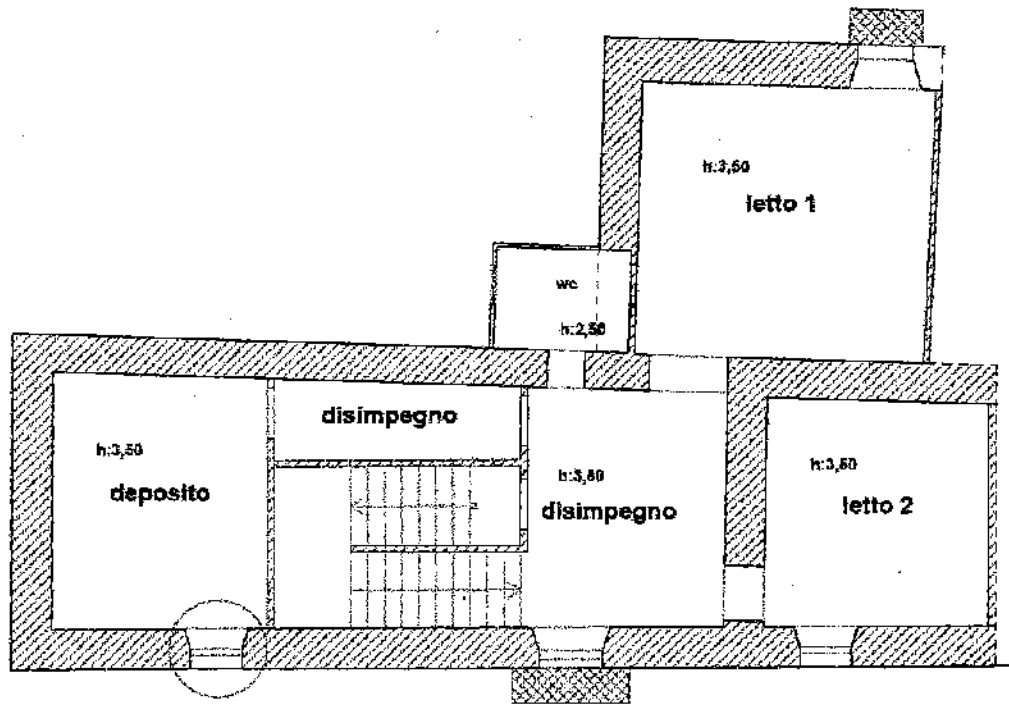 h:3,50
letto 1
wc
h:2,50
disimpegno
h:3,50
deposito
h:3,50
disimpegno
h:3,50
letto 2